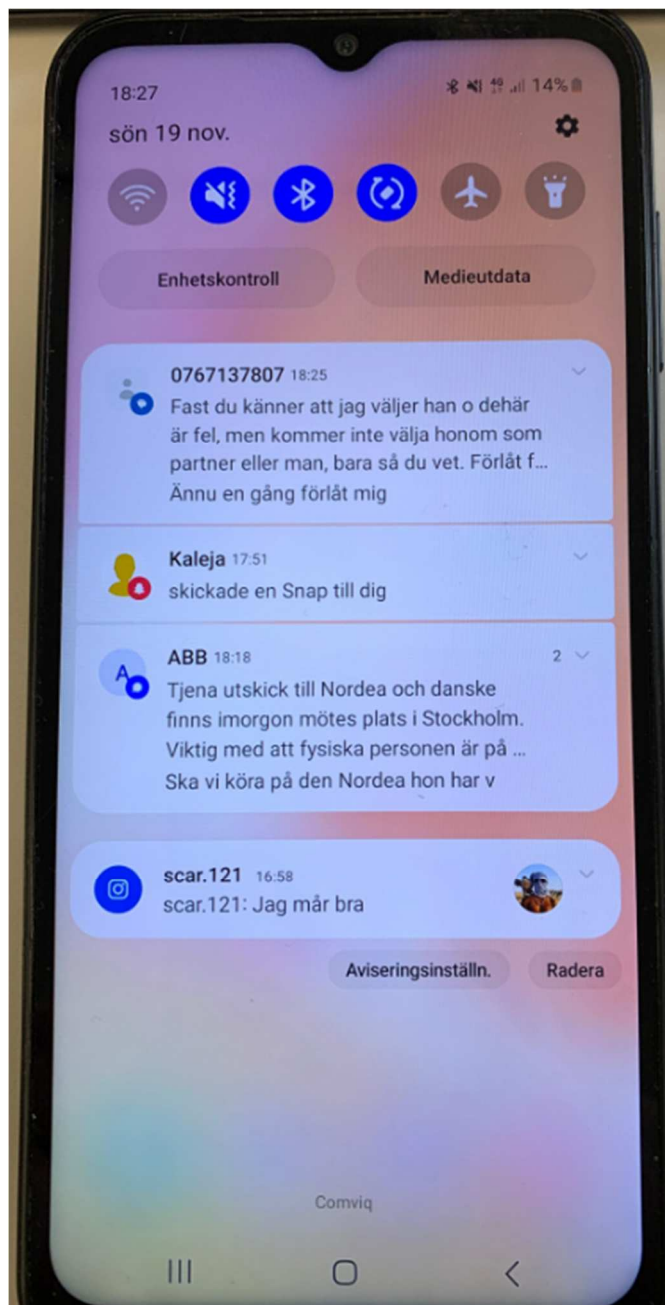 18:27
4G 14%
sön 19 nov.
Enhetskontroll
Medieutdata
0767137807 18:25
Fast du känner att jag väljer han o dehär
är fel, men kommer inte välja honom som
partner eller man, bara så du vet. Förlåt f...
Ännu en gång förlåt mig
Kaleja 17:51
skickade en Snap till dig
ABB 18:18 2
Tjena utskick till Nordea och danske
finns imorgon mötes plats i Stockholm.
Viktig med att fysiska personen är på ...
Ska vi köra på den Nordea hon har v
scar.121 16:58
scar.121: Jag mår bra
Aviseringsinställn.
Radera
Comviq